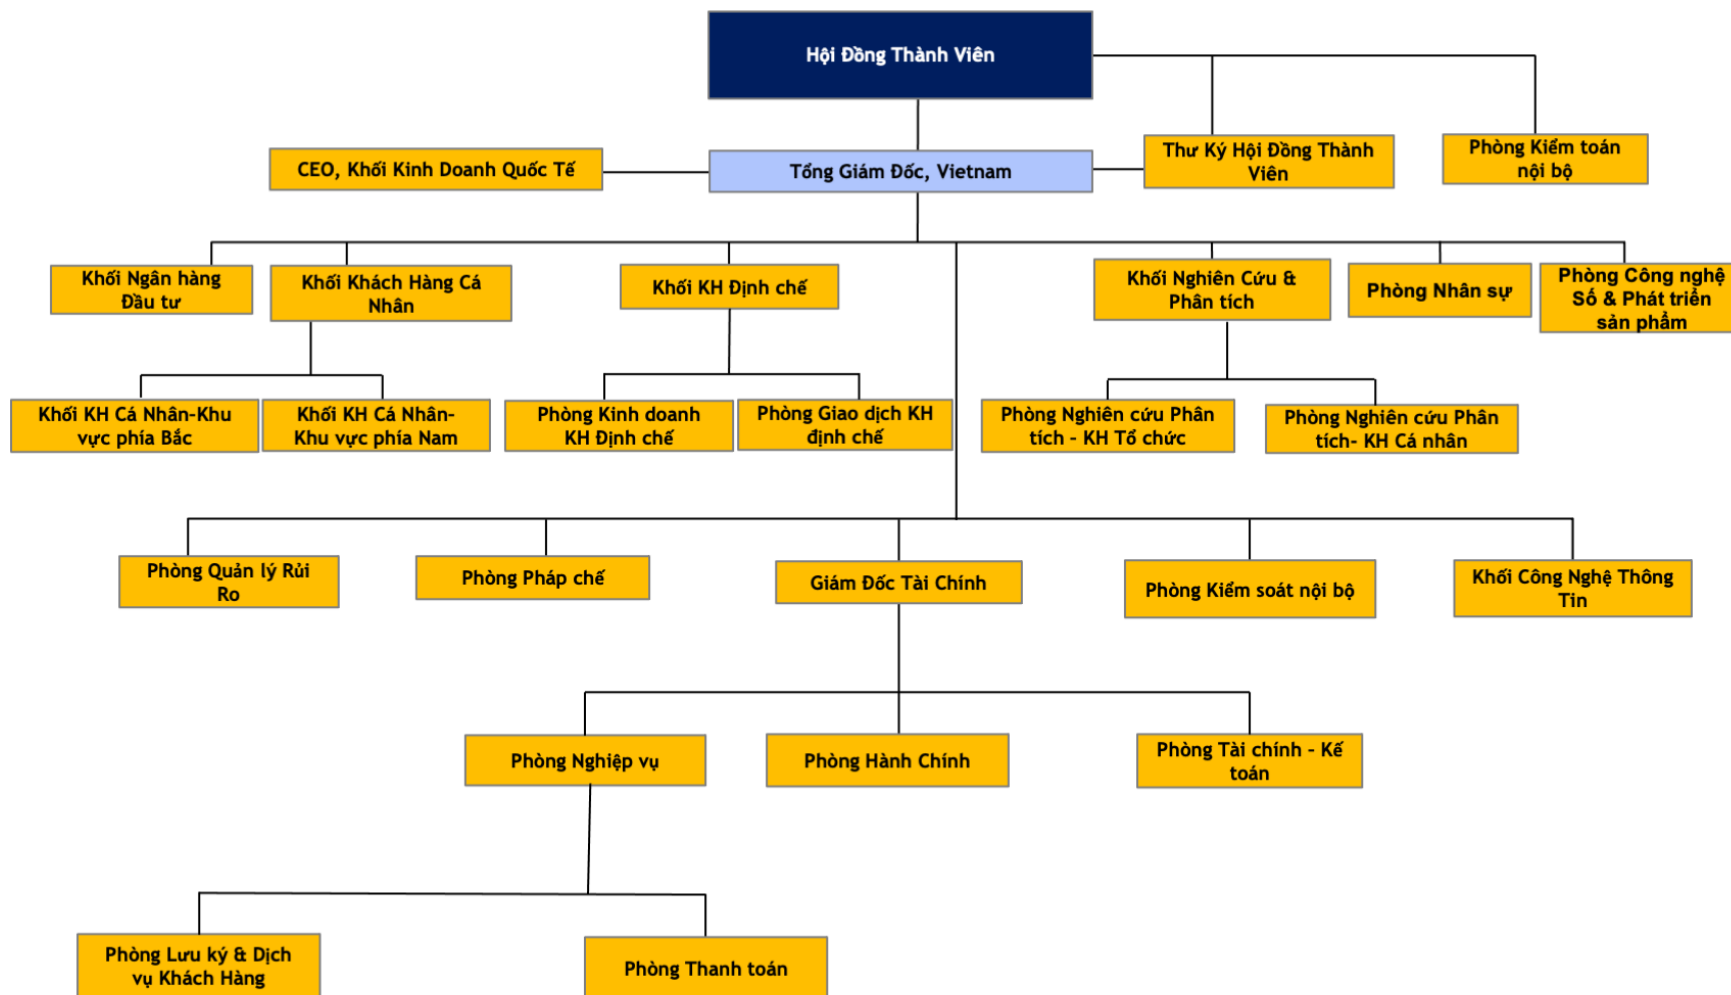 Hội Đồng Thành Viên
CEO, Khối Kinh Doanh Quốc Tế
Tổng Giám Đốc, Vietnam
Thư Ký Hội Đồng Thành
Viên
Phòng Kiểm toán
nội bộ
Khối Ngân hàng
Đầu tư
Khối Khách Hàng Cá
Nhân
Khối KH Định chế
Khối Nghiên Cứu &
Phân tích
Phòng Nhân sự
Phòng Công nghệ
Số & Phát triển
sản phẩm
Khối KH Cá Nhân-Khu
vực phía Bắc
Khối KH Cá Nhân-
Khu vực phía Nam
Phòng Kinh doanh
KH Định chế
Phòng Giao dịch KH
định chế
Phòng Nghiên cứu Phân
tích - KH Tổ chức
Phòng Nghiên cứu Phân
tích- KH Cá nhân
Phòng Quản lý Rủi
Ro
Phòng Pháp chế
Giám Đốc Tài Chính
Phòng Kiểm soát nội bộ
Khối Công Nghệ Thông
Tin
Phòng Nghiệp vụ
Phòng Hành Chính
Phòng Tài chính - Kế
toán
Phòng Lưu ký & Dịch
vụ Khách Hàng
Phòng Thanh toán